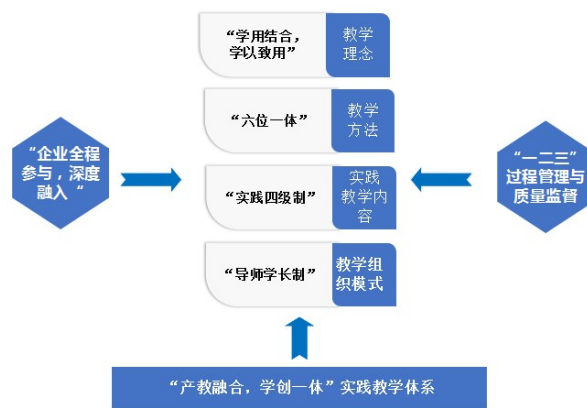 “学用结合，
学以致用”
教学
理念
“六位一体”
教学
方法
“企业全程
参与，深度
融入“
“实践四级制”
实践
教学内
容
“一二三”
过程管理与
质量监督
“导师学长制”
教学组
织模式
“产教融合，学创一体”实践教学体系